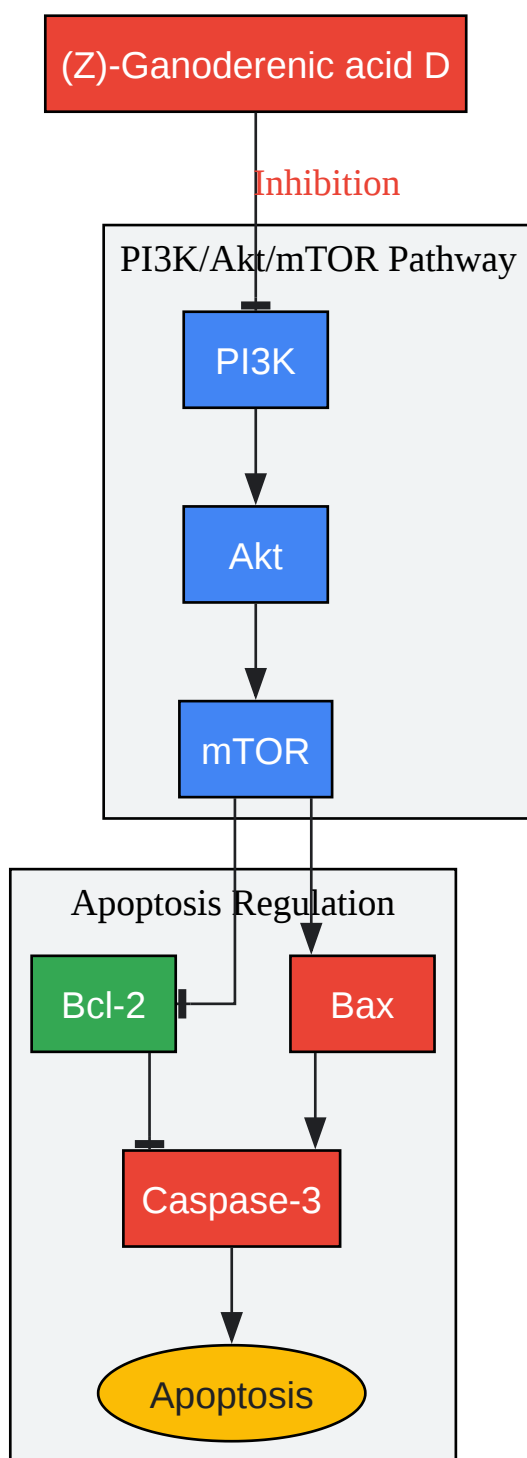 (Z)-Ganoderenic acid D
Inhibition
PI3K/Akt/mTOR Pathway
PI3K
Akt
mTOR
Apoptosis Regulation
Bcl-2
Bax
Caspase-3
Apoptosis